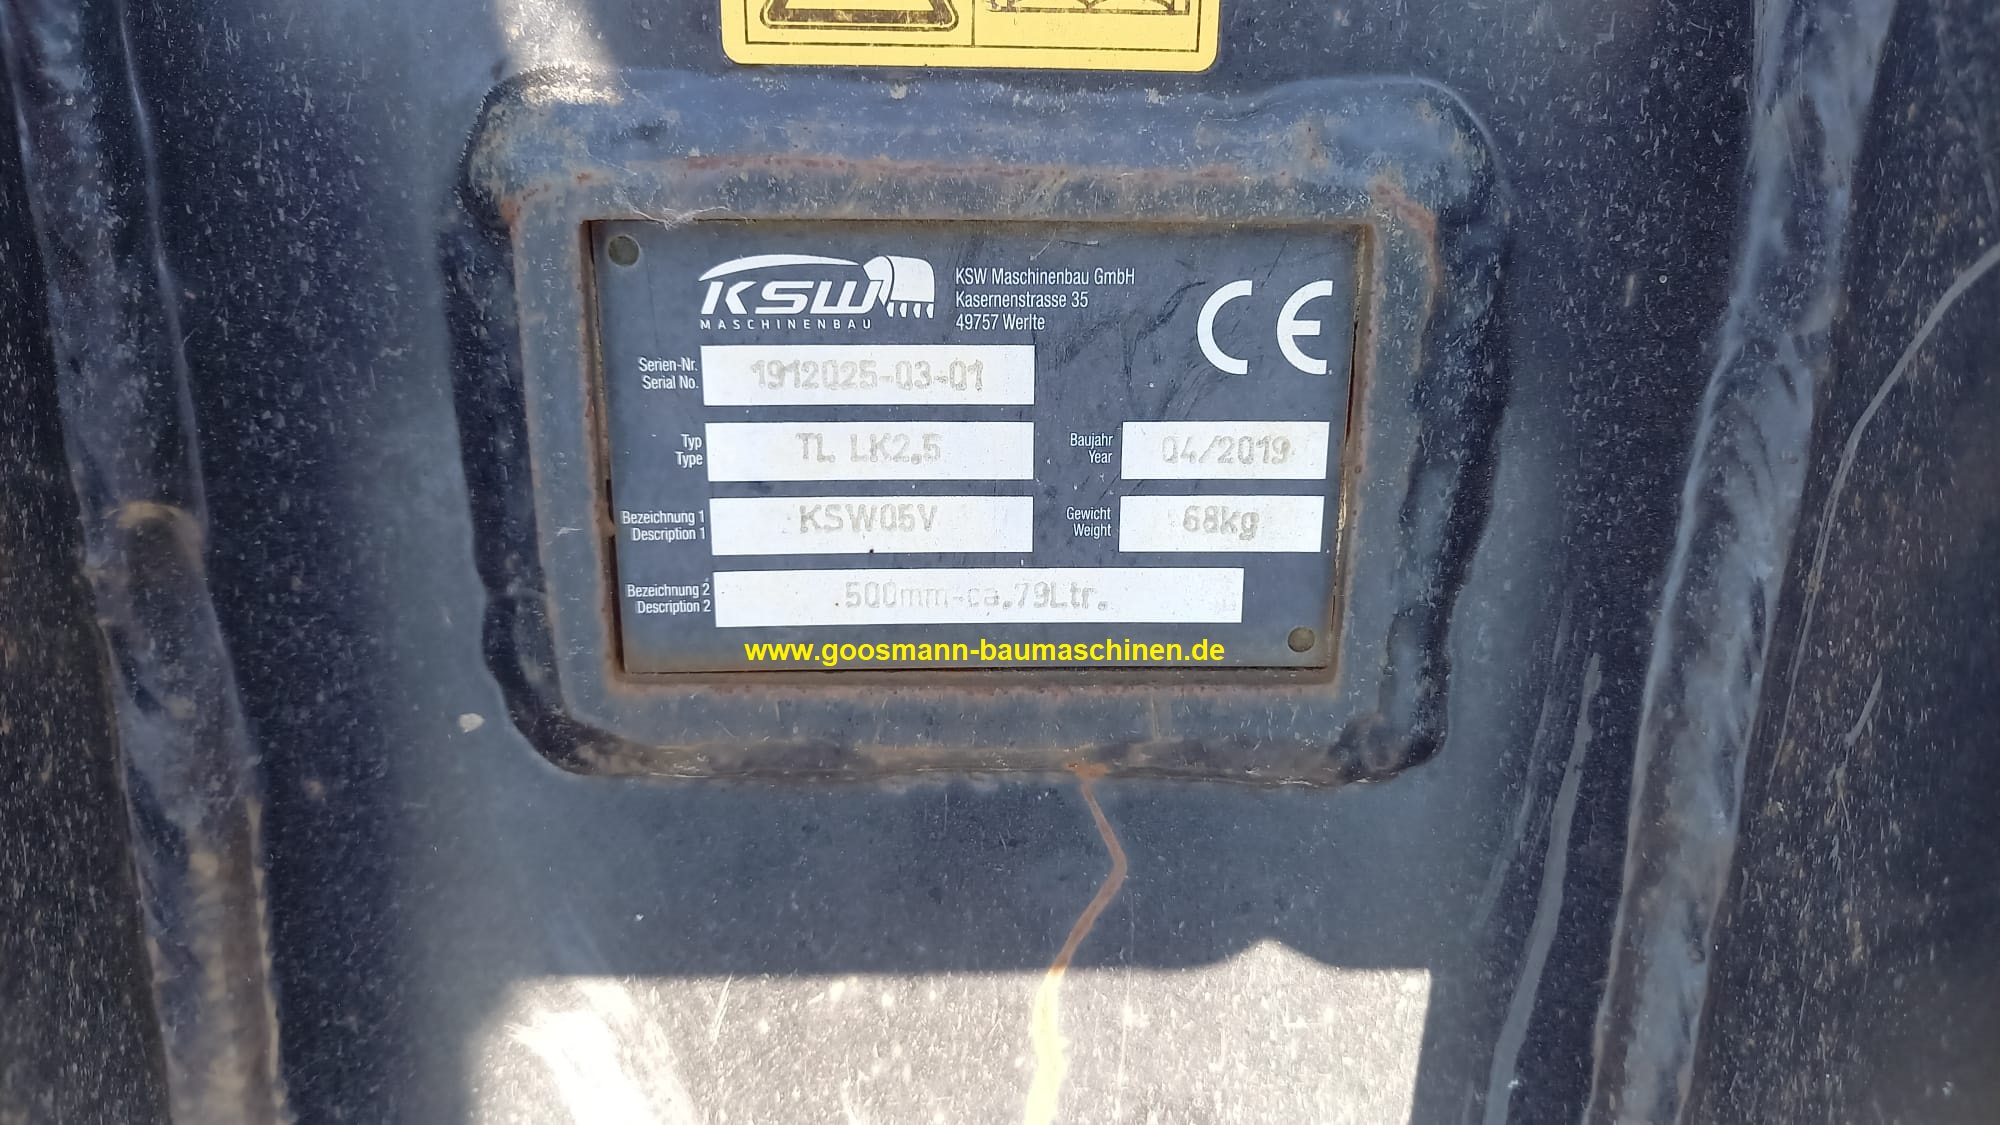 KSW
MASCHINENBAU
KSW Maschinenbau GmbH
Kasernenstrasse 35
49757 Werlte
CE
Serien-Nr.
Serial No.
1912025-03-01
Typ
Type
TL LK2.5
Baujahr
Year
04/2019
Bezeichnung 1
Description 1
KSW05V
Gewicht
Weight
68kg
Bezeichnung 2
Description 2
500mm-ca.79Ltr.
www.goosmann-baumaschinen.de